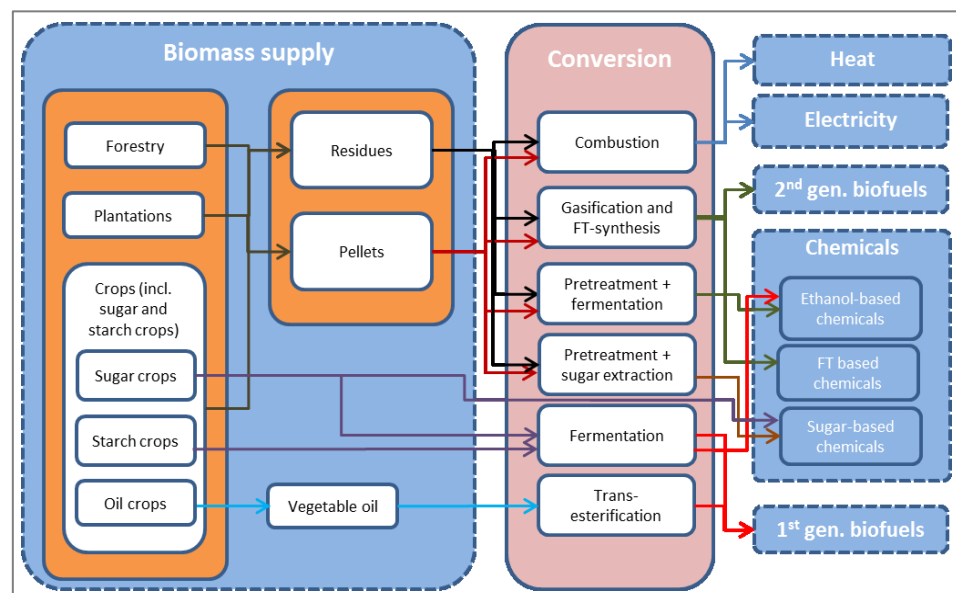 Biomass supply
Forestry
Plantations
Crops (incl.
sugar and
starch crops)
Sugar crops
Starch crops
Oil crops
Residues
Pellets
Vegetable oil
Conversion
Combustion
Gasification and
FT-synthesis
Pretreatment +
fermentation
Pretreatment +
sugar extraction
Fermentation
Trans-
esterification
Heat
Electricity
2nd gen. biofuels
Chemicals
Ethanol-based
chemicals
FT based
chemicals
Sugar-based
chemicals
1st gen. biofuels